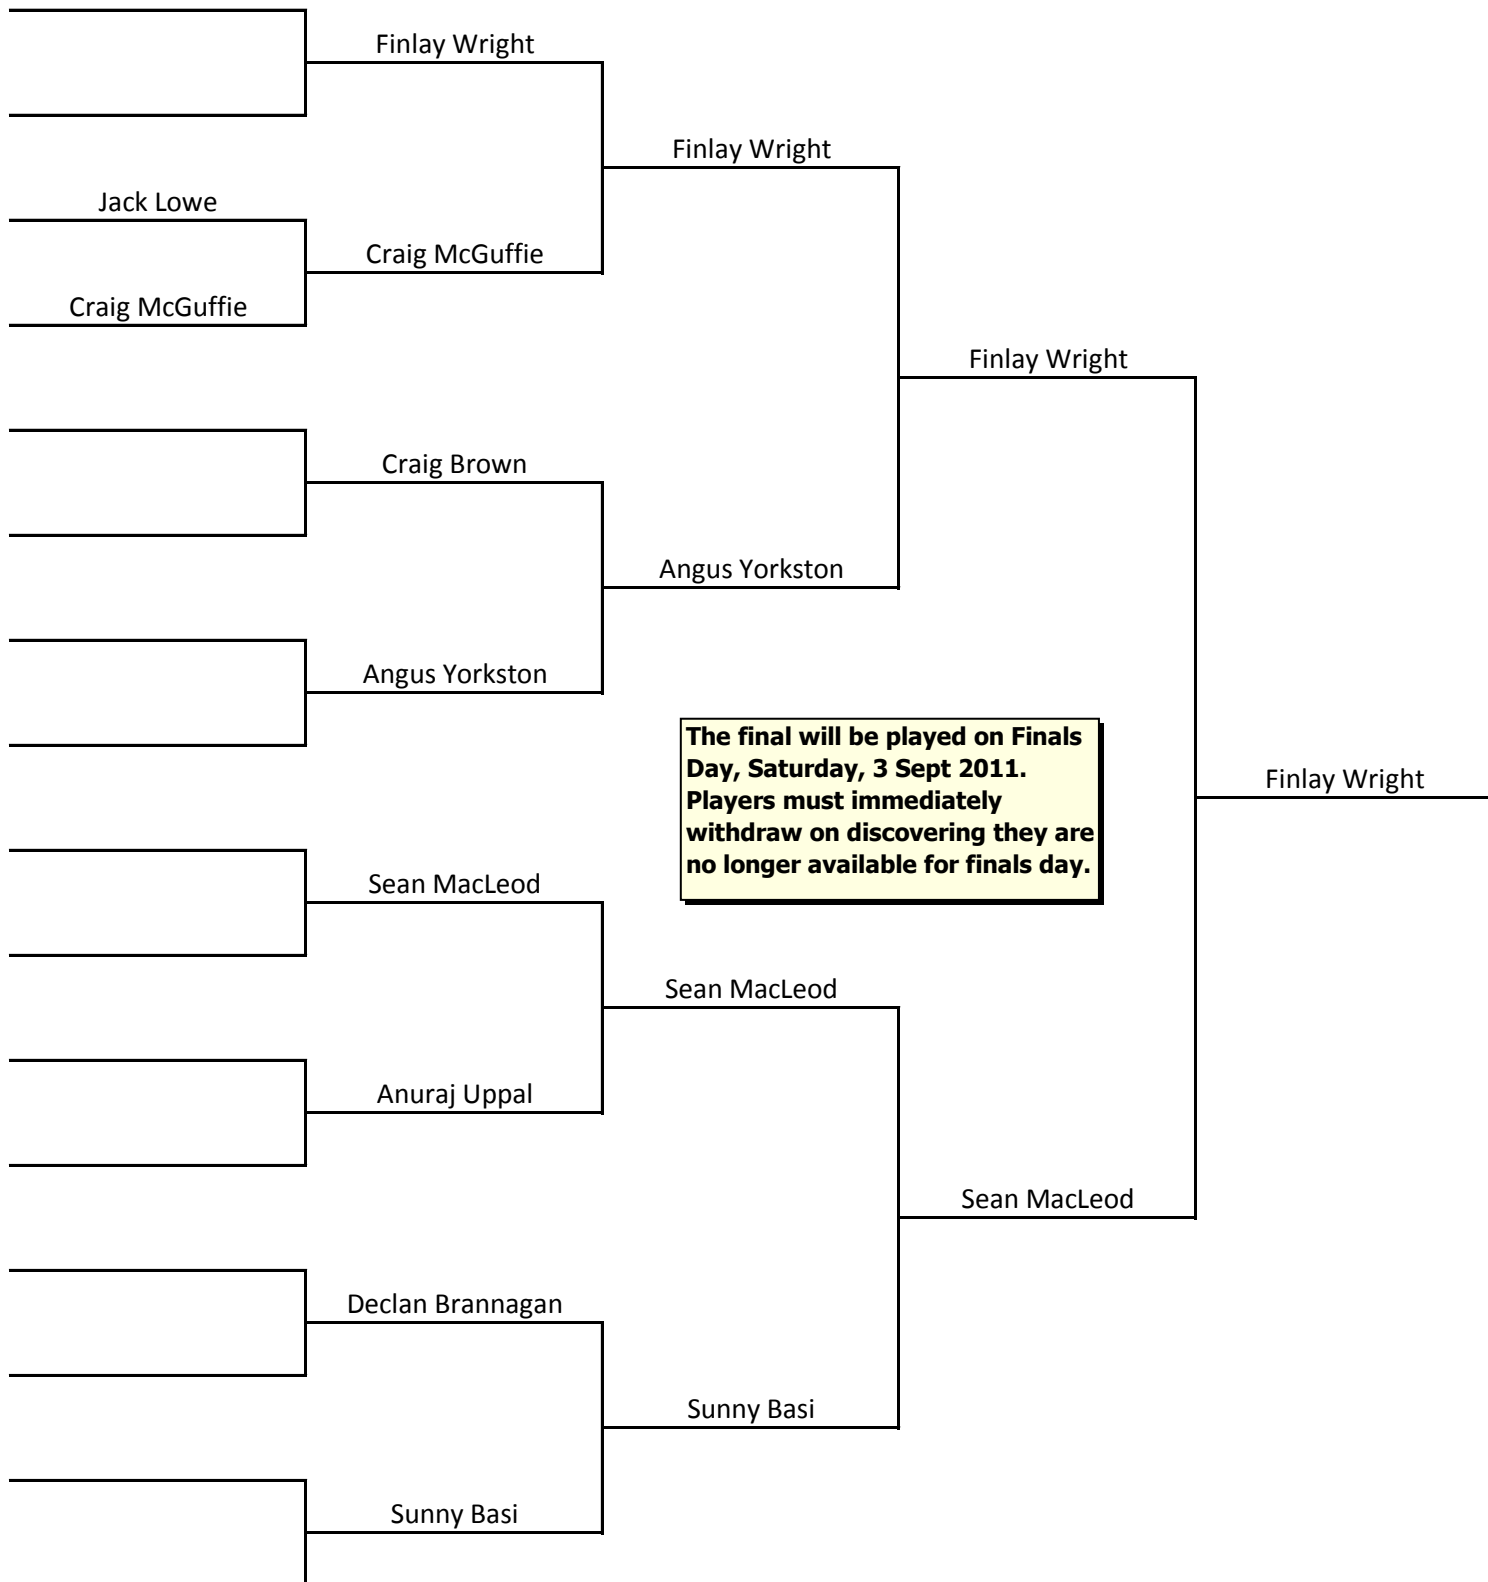 Finlay Wright
Finlay Wright
Jack Lowe
Craig McGuffie
Craig McGuffie
Finlay Wright
Craig Brown
Angus Yorkston
Angus Yorkston
The final will be played on Finals
Day, Saturday, 3 Sept 2011.
Players must immediately
withdraw on discovering they are
no longer available for finals day.
Finlay Wright
Sean MacLeod
Sean MacLeod
Anuraj Uppal
Sean MacLeod
Declan Brannagan
Sunny Basi
Sunny Basi